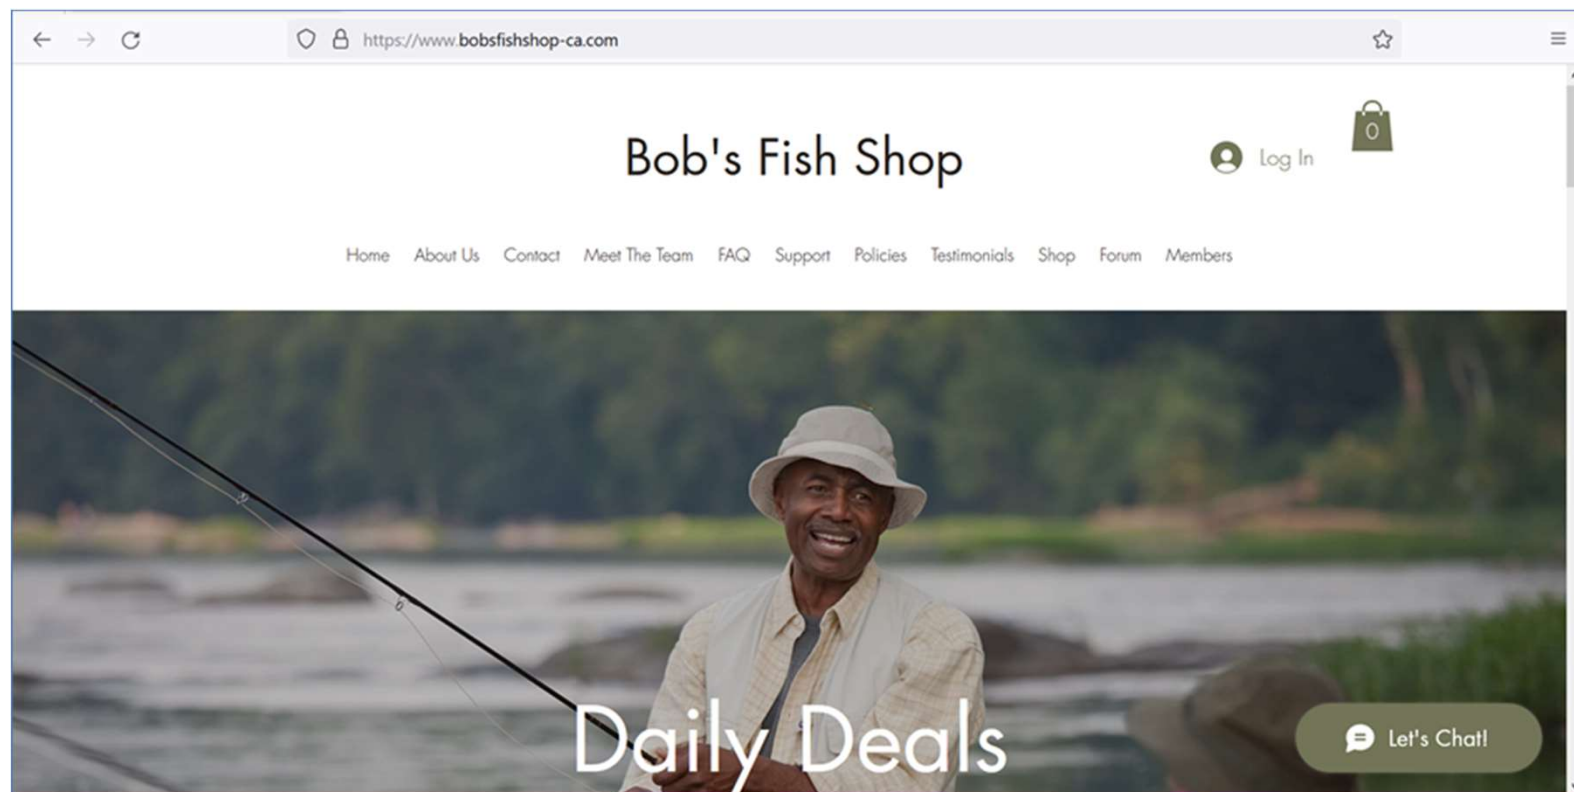 https://www.bobsfishshop-ca.com
0
Bob's Fish Shop
Log In
Home About Us Contact Meet The Team FAQ Support Policies Testimonials Shop Forum Members
Daily Deals
Let's Chat!